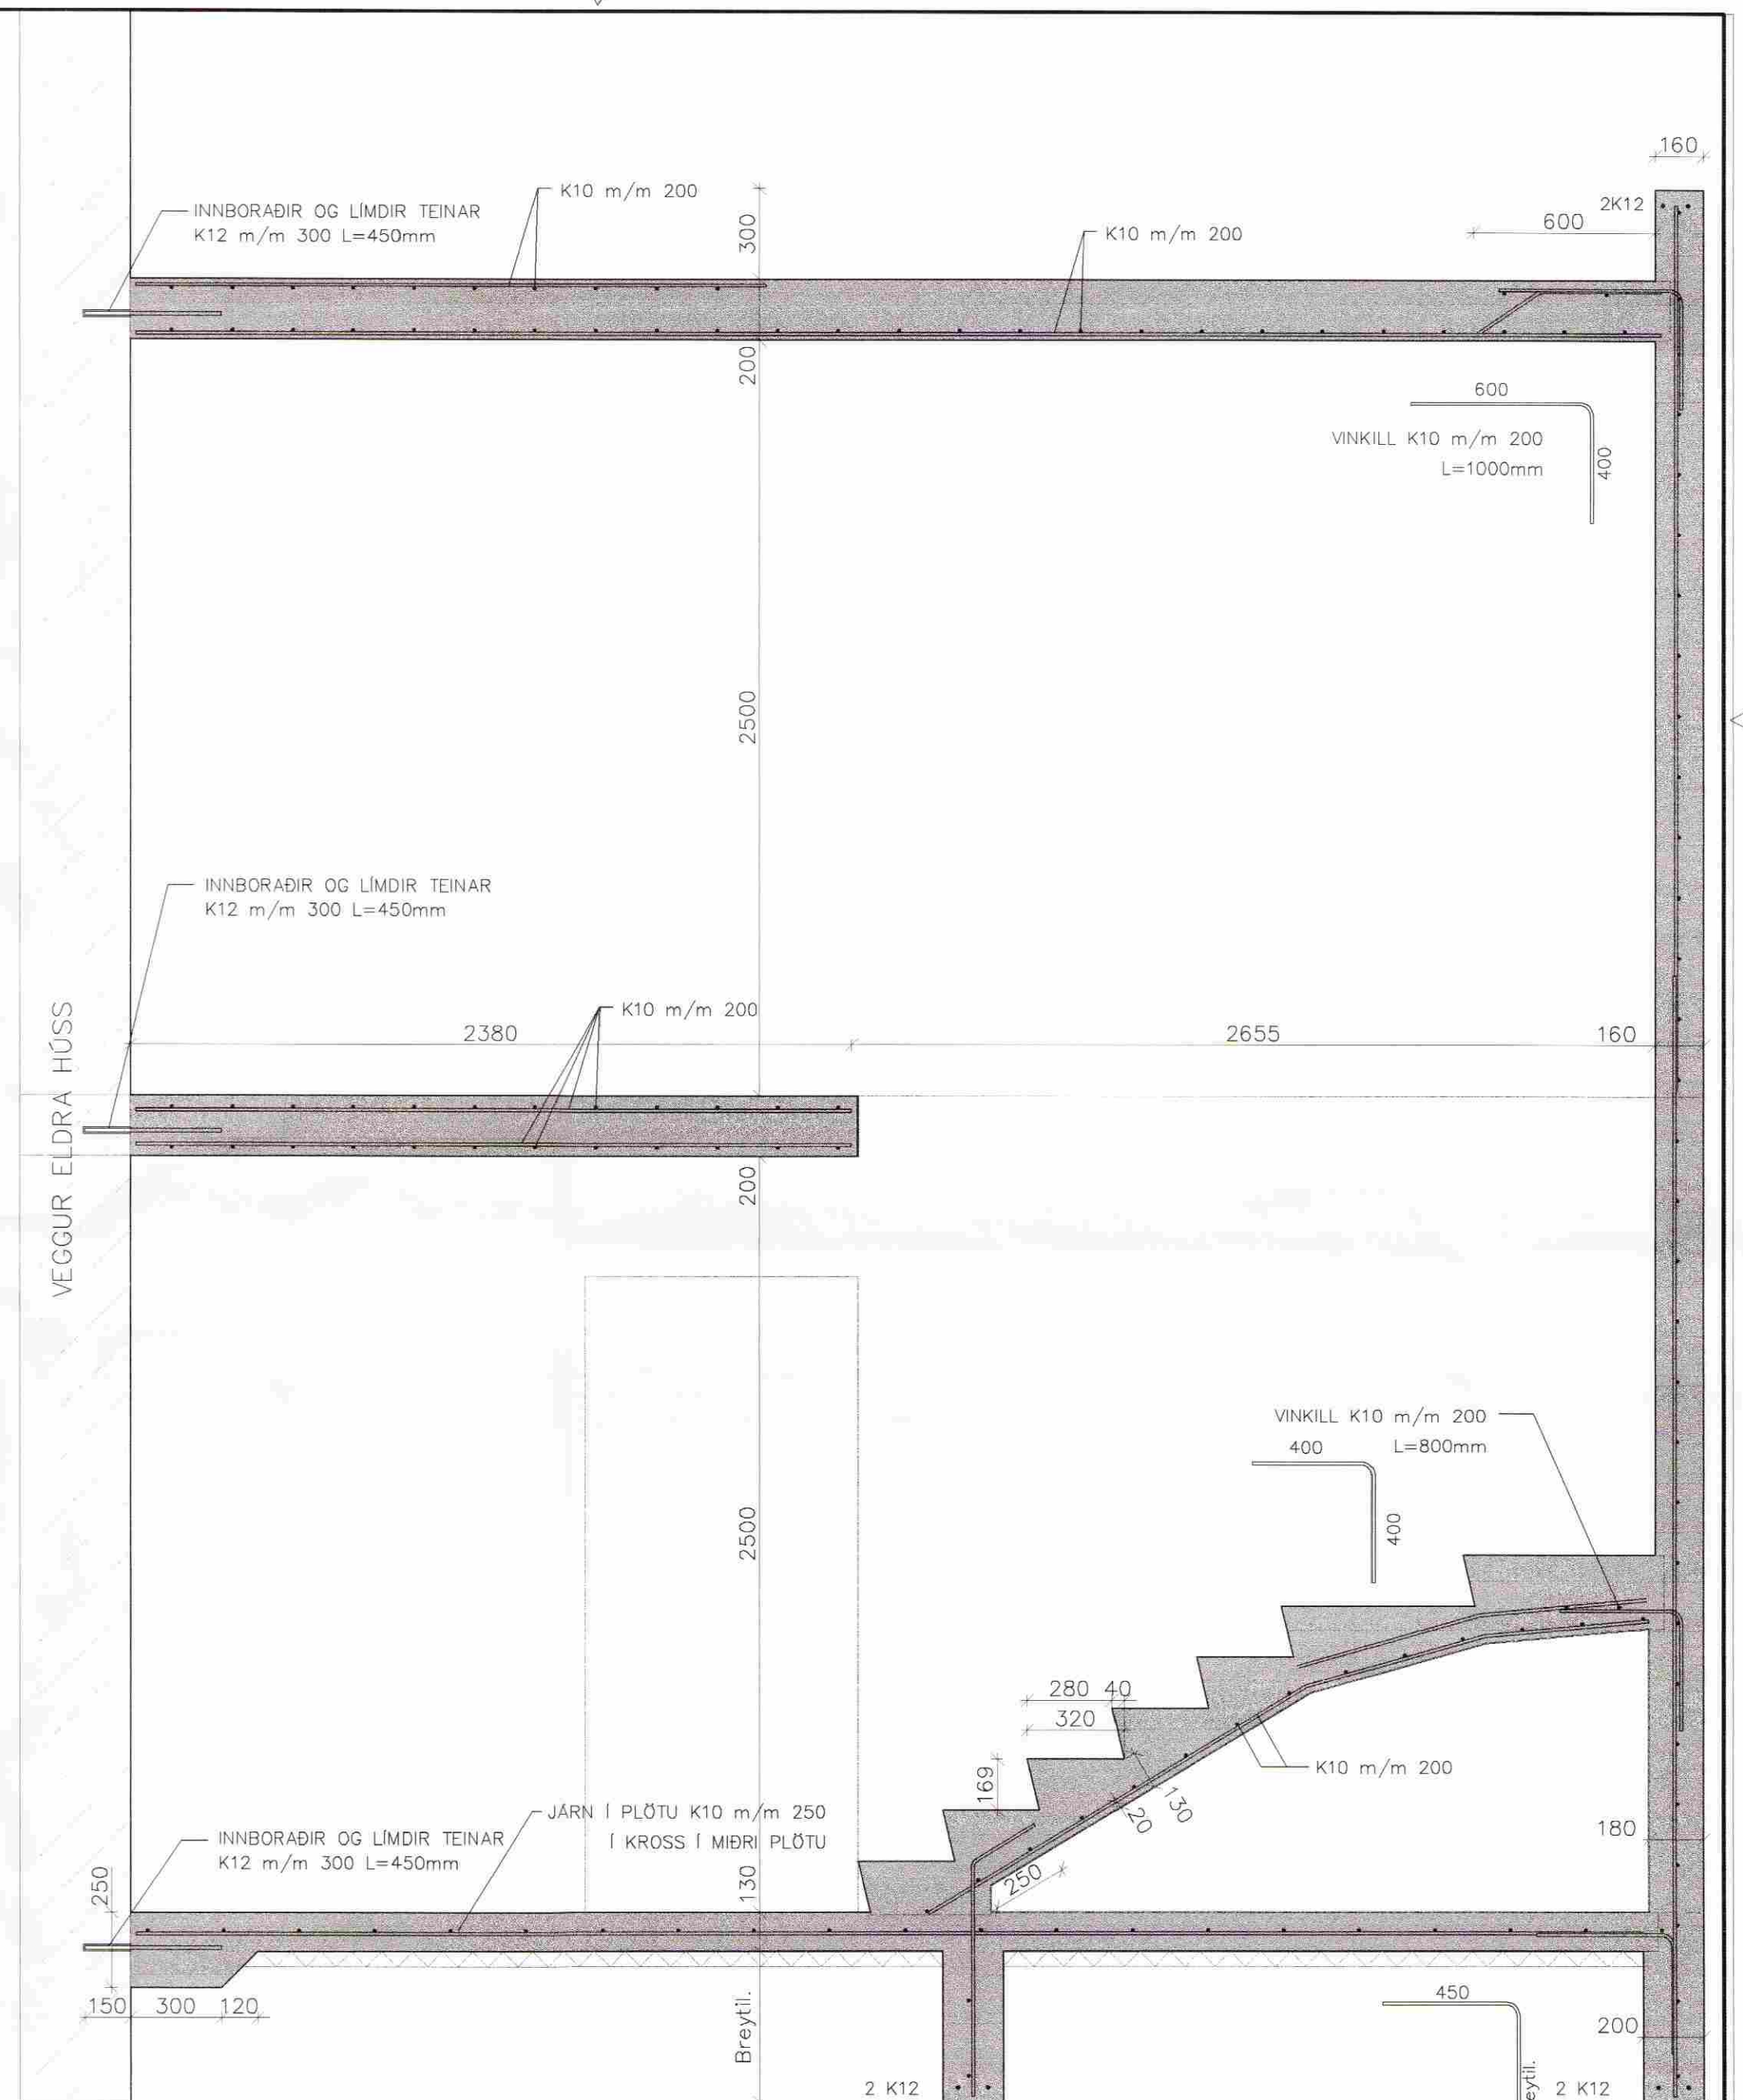 160
INNBORAÐIR OG LÍMDIR TEINAR
K12 m/m 300 L=450mm
K10 m/m 200
300
K10 m/m 200
600
2K12
200
600
VINKILL K10 m/m 200
L=1000mm
400
2500
INNBORAÐIR OG LÍMDIR TEINAR
K12 m/m 300 L=450mm
VEGGUR ELDRA HÚSS
K10 m/m 200
2380
2655
160
200
VINKILL K10 m/m 200
L=800mm
400
400
2500
280 40
320
169
130
20
250
K10 m/m 200
180
JÁRN Í PLÖTU K10 m/m 250
Í KROSS Í MIÐRI PLÖTU
INNBORAÐIR OG LÍMDIR TEINAR
K12 m/m 300 L=450mm
250
130
150 300 120
Breytil.
450
200
2 K12
eytil.
2 K12